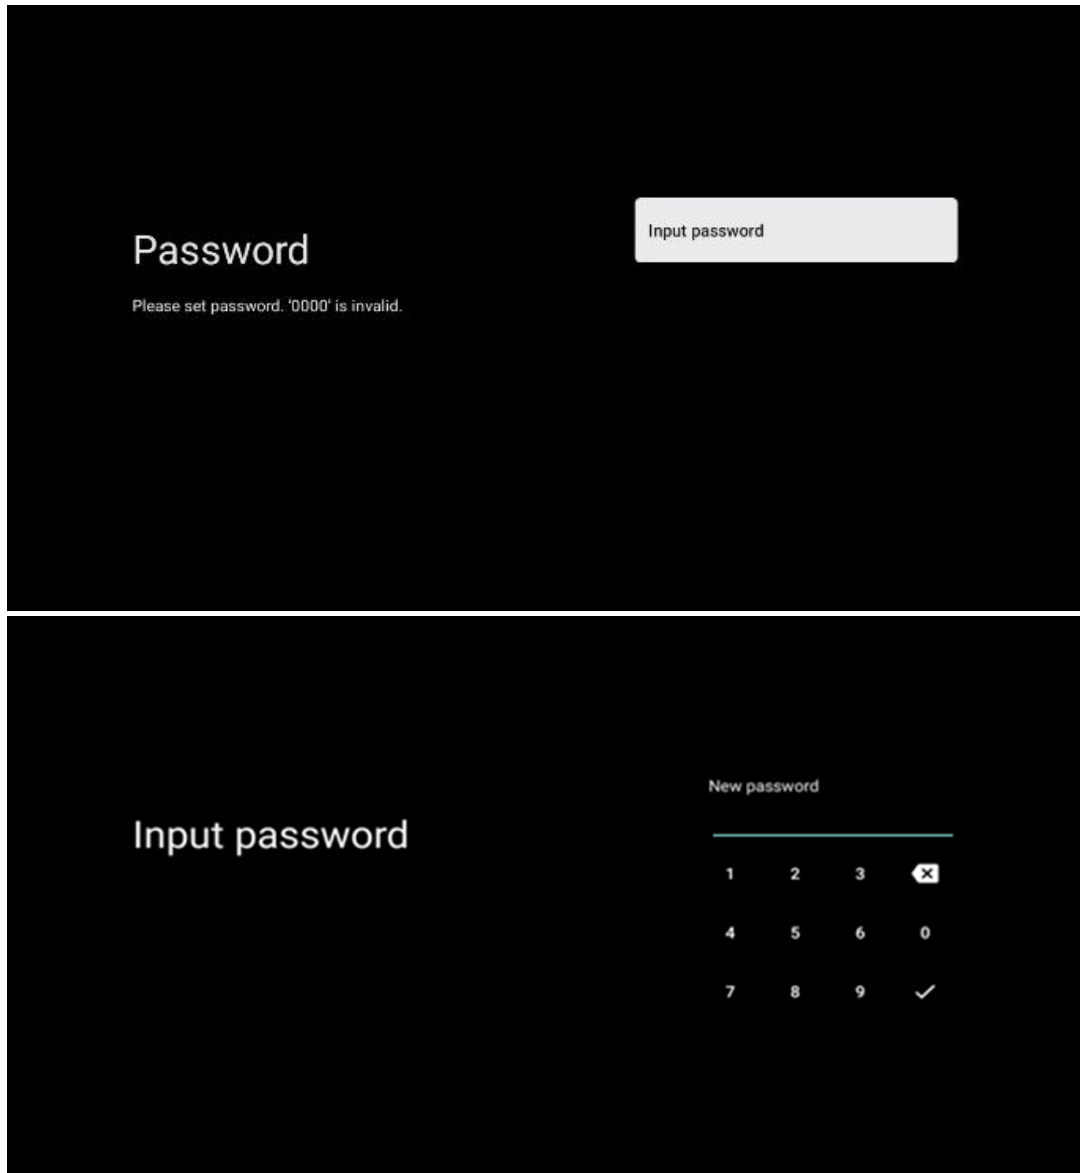 Password
Please set password. '0000' is invalid.
Input password
Input password
New password
1 2 3
4 5 6 0
7 8 9